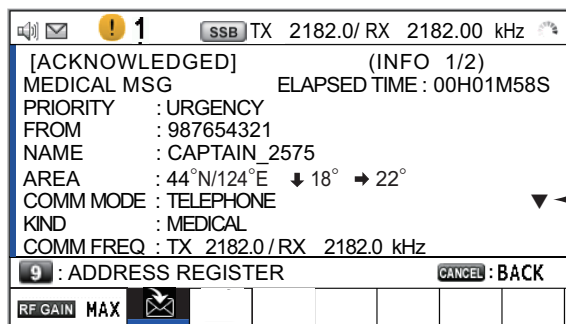 ! 1 SSB TX 2182.0/ RX 2182.00 kHz
[ACKNOWLEDGED] (INFO 1/2)
MEDICAL MSG ELAPSED TIME : 00H01M58S
PRIORITY : URGENCY
FROM : 987654321
NAME : CAPTAIN_2575
AREA : 44°N/124°E ⬇ 18° ➡ 22°
COMM MODE : TELEPHONE
KIND : MEDICAL
COMM FREQ : TX 2182.0 / RX 2182.0 kHz
9 : ADDRESS REGISTER CANCEL : BACK
RF GAIN MAX